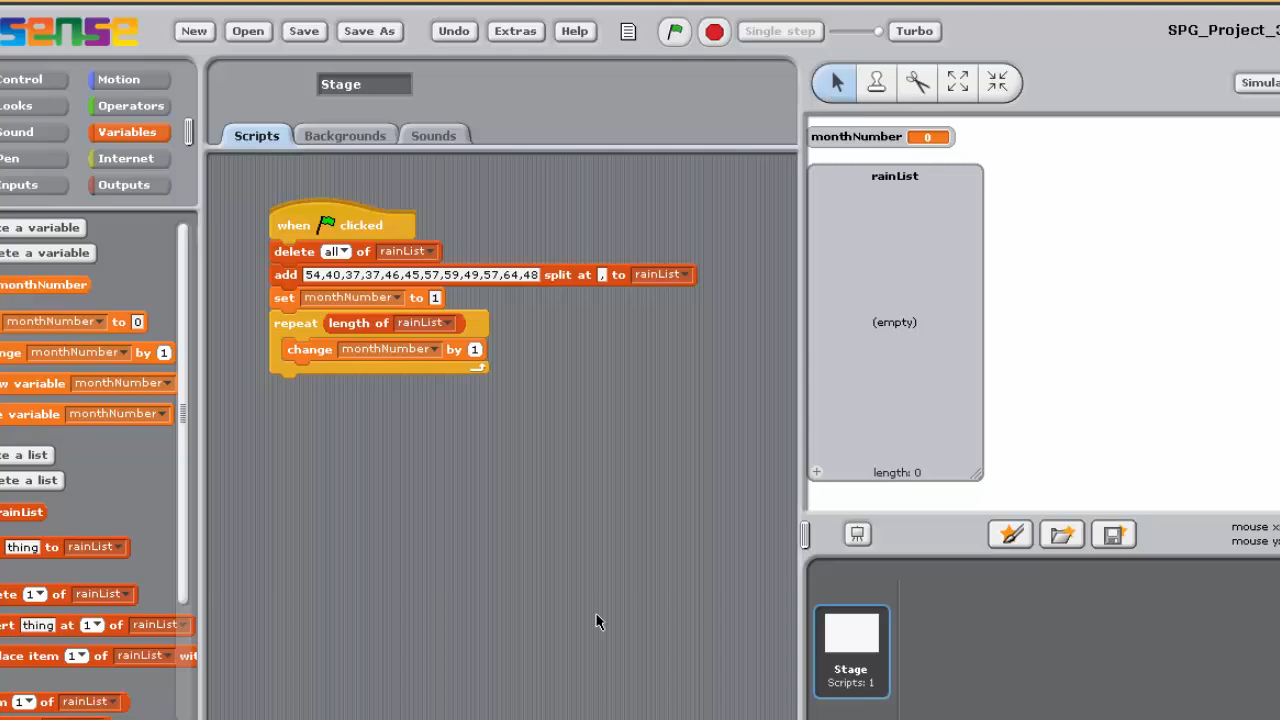 sense
New Open Save Save As Undo Extras Help Single step Turbo SPG_Project_3
Control Motion
Looks Operators
Sound Variables
Pen Internet
Inputs Outputs
Stage
Scripts Backgrounds Sounds
when clicked
delete all of rainList
add 54,40,37,37,46,45,57,59,49,57,64,48 split at , to rainList
set monthNumber to 1
repeat length of rainList
change monthNumber by 1
te a variable
ete a variable
monthNumber
monthNumber to 0
nge monthNumber by 1
w variable monthNumber
e variable monthNumber
te a list
ete a list
rainList
thing to rainList
ete 1 of rainList
ert thing at 1 of rainList
lace item 1 of rainList wit
m 1 of rainList
Simula
monthNumber 0
rainList
(empty)
+ length: 0
mouse x
mouse y
Stage
Scripts: 1